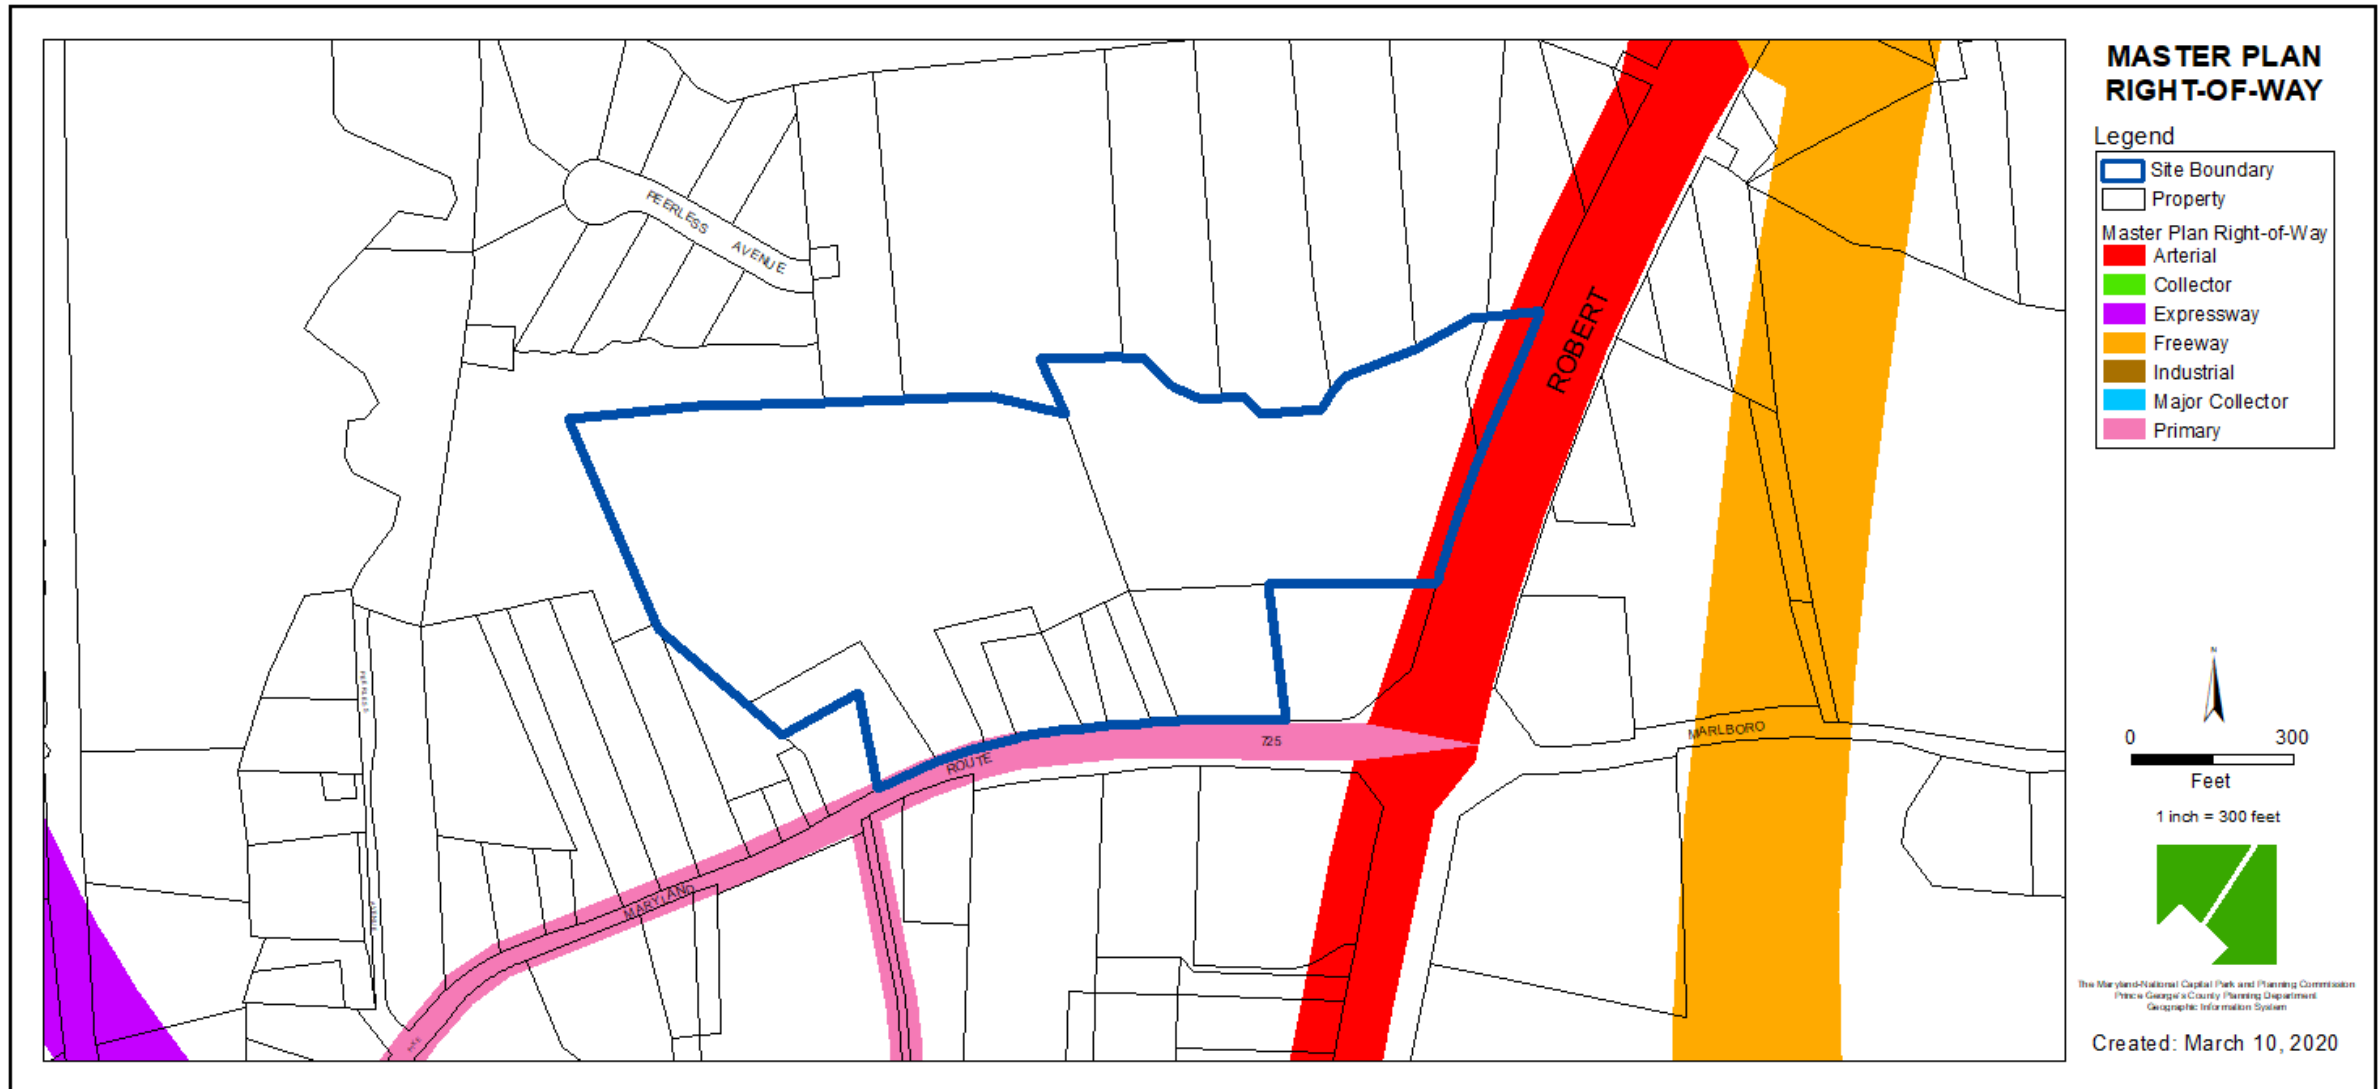 MASTER PLAN
RIGHT-OF-WAY
Legend
Site Boundary
Property
Master Plan Right-of-Way
Arterial
Collector
Expressway
Freeway
Industrial
Major Collector
Primary
PEERLESS AVENUE
ROBERT
MARLBORO
725
ROUTE
MARYLAND
PEERLESS
AVENUE
N
0 300
Feet
1 inch = 300 feet
The Maryland-National Capital Park and Planning Commission
Prince George's County Planning Department
Geographic Information System
Created: March 10, 2020